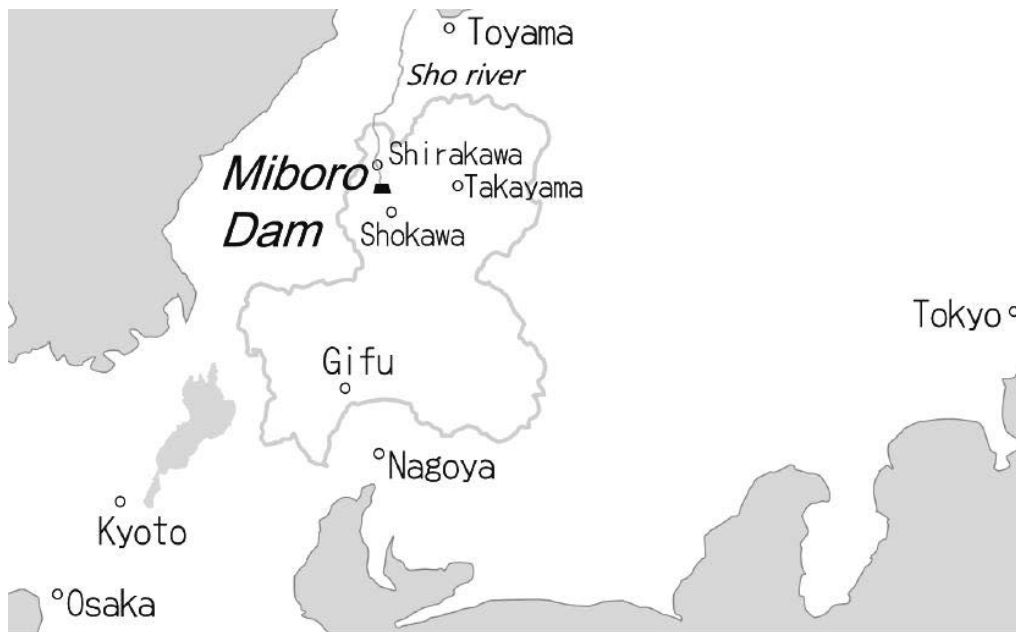 Toyama
Sho river
Shirakawa
Miboro
Takayama
Dam
Shokawa
Tokyo
Gifu
Nagoya
Kyoto
Osaka